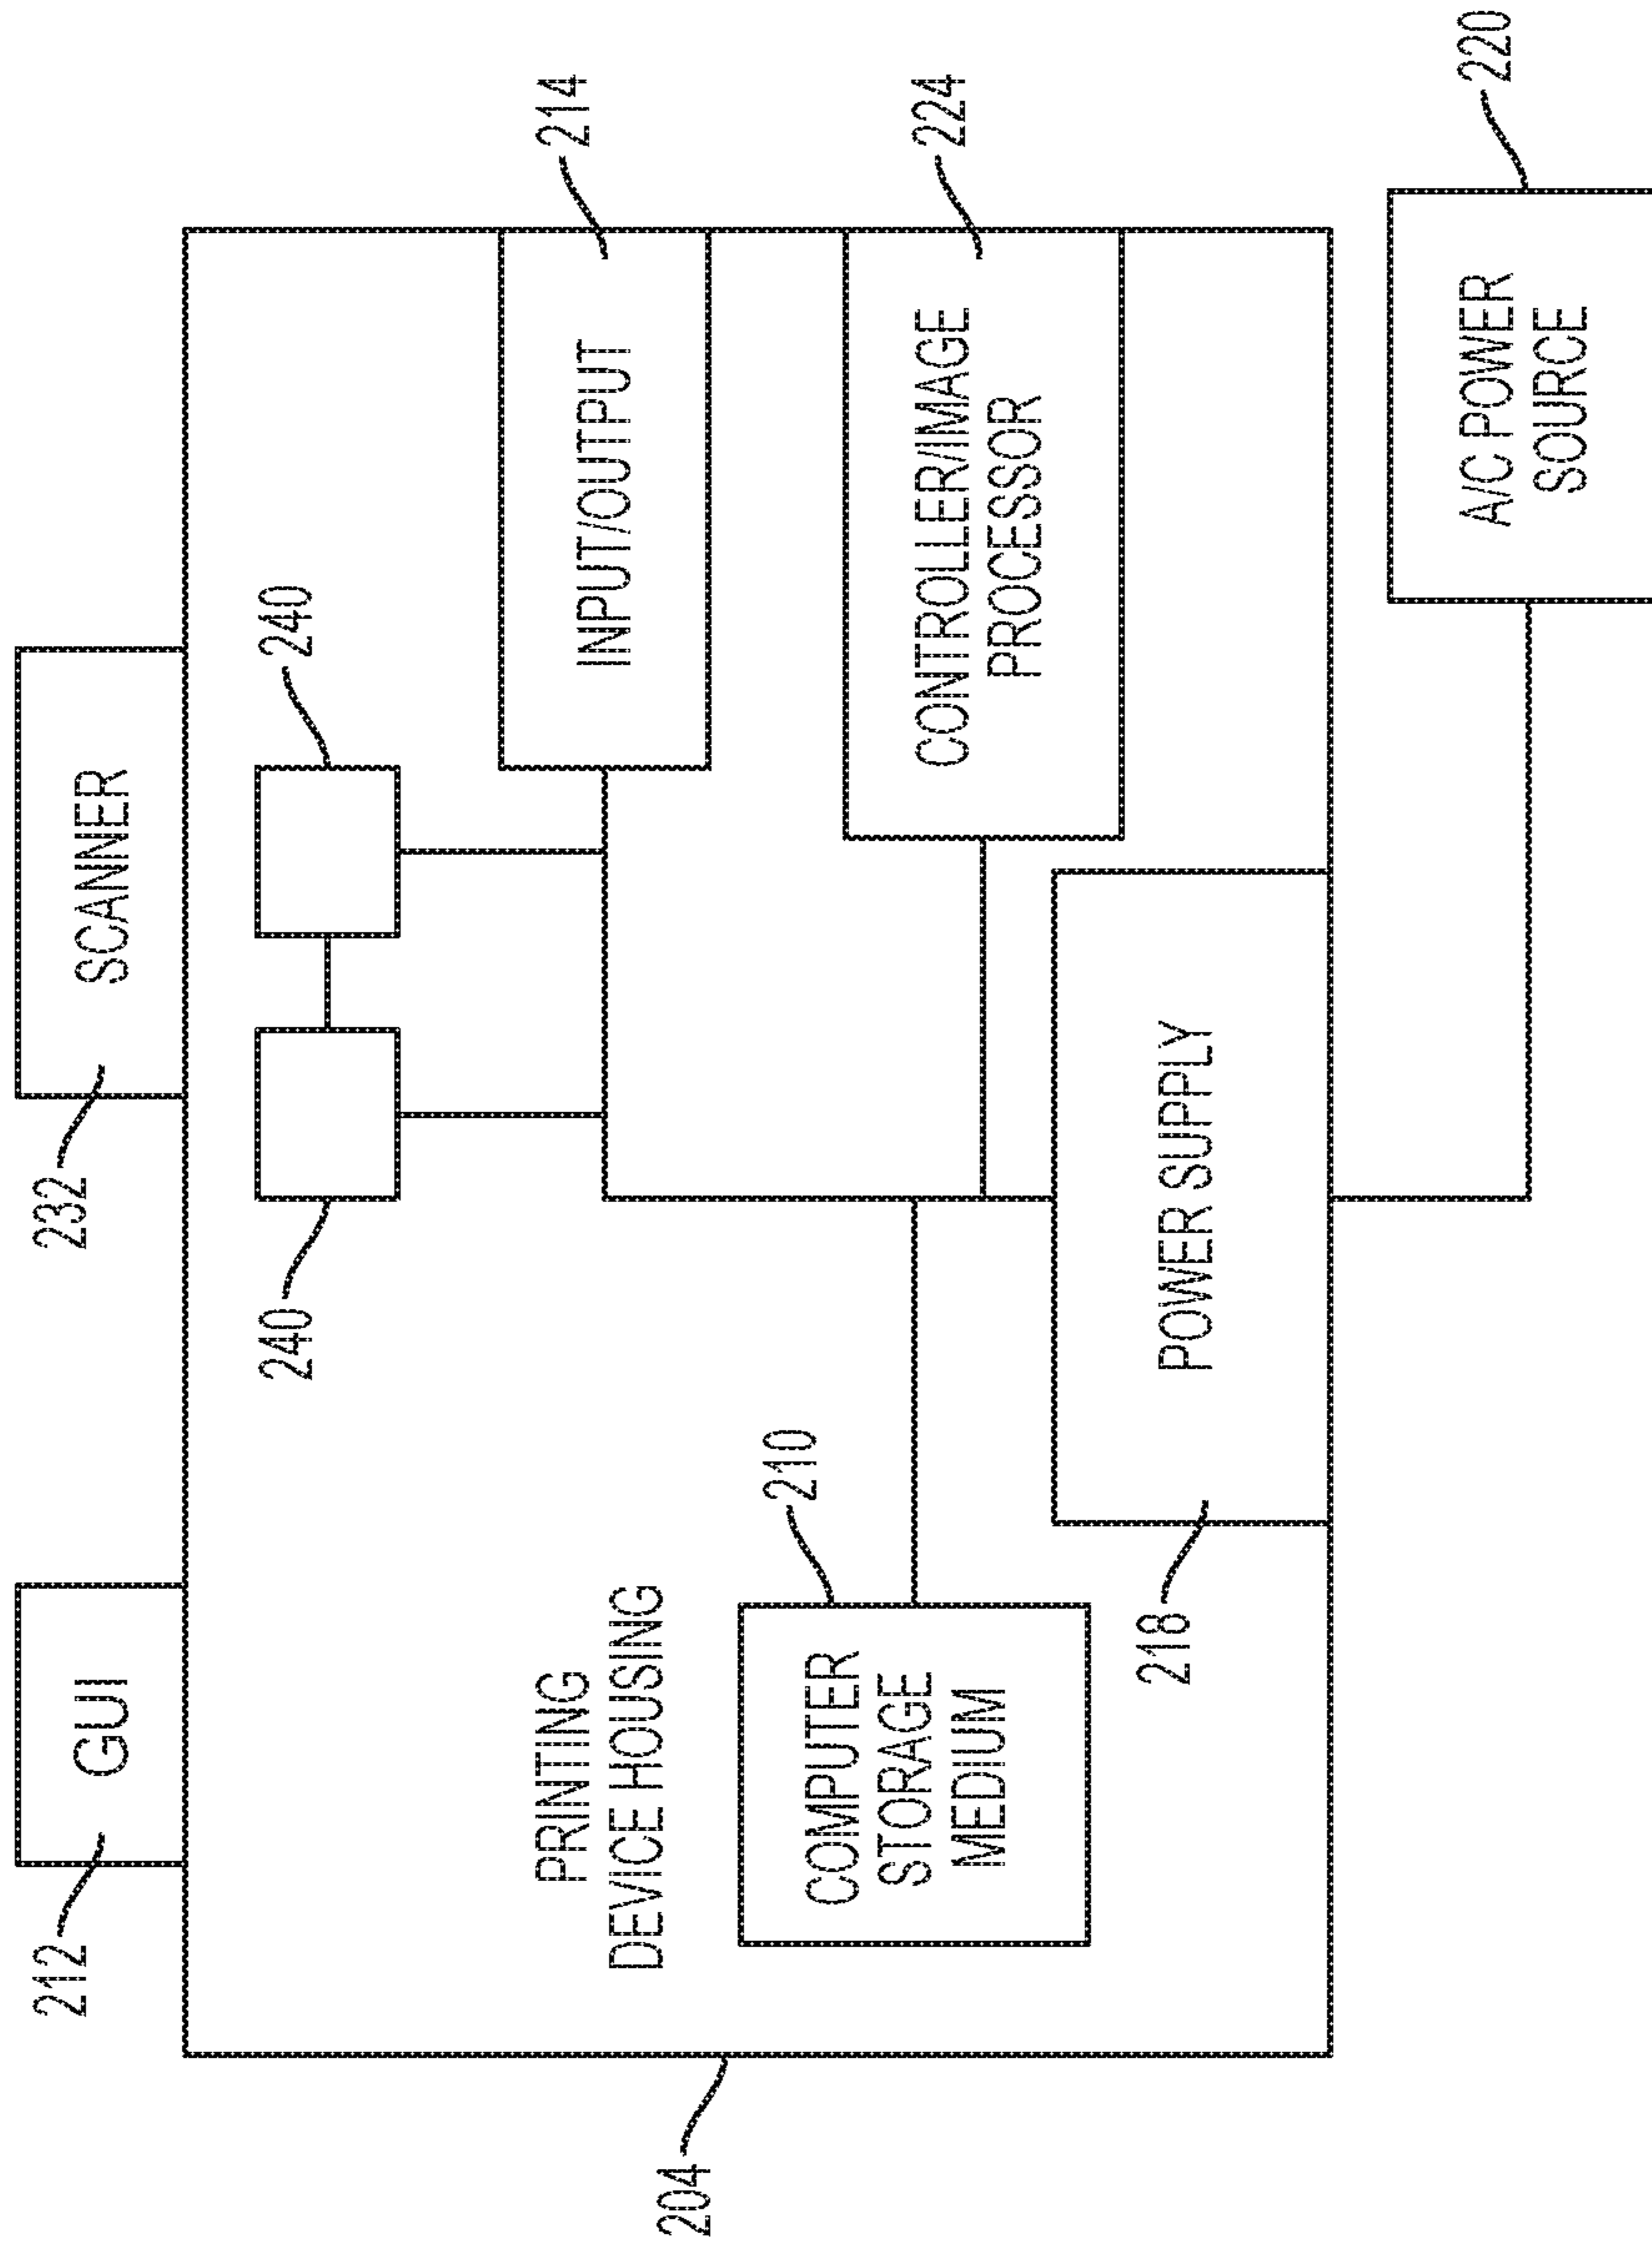 212
GUI
232
SCANNER
240
240
PRINTING
DEVICE HOUSING
INPUT/OUTPUT
214
204
210
COMPUTER
STORAGE
MEDIUM
CONTROLLER/IMAGE
PROCESSOR
224
218
POWER SUPPLY
A/C POWER
SOURCE
220